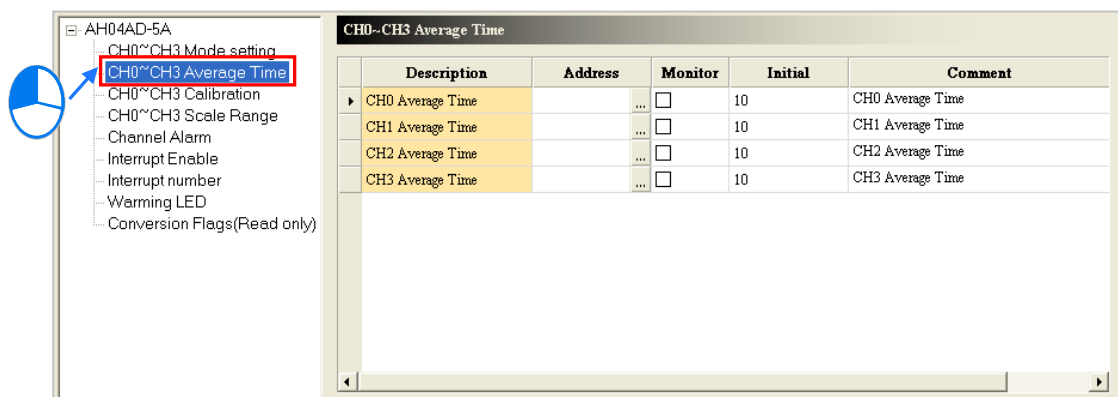 AH04AD-5A
CH0~CH3 Mode setting
CH0~CH3 Average Time
CH0~CH3 Calibration
CH0~CH3 Scale Range
Channel Alarm
Interrupt Enable
Interrupt number
Warming LED
Conversion Flags(Read only)
CH0~CH3 Average Time
Description Address Monitor Initial Comment
CH0 Average Time ... 10 CH0 Average Time
CH1 Average Time ... 10 CH1 Average Time
CH2 Average Time ... 10 CH2 Average Time
CH3 Average Time ... 10 CH3 Average Time